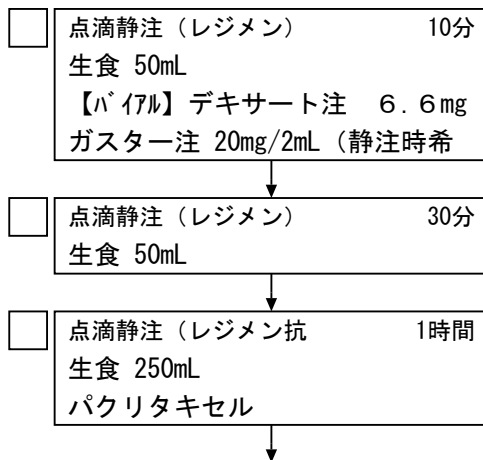 点滴静注（レジメン） 10分
生食 50mL
【ﾊﾞｲｱﾙ】デキサート注 ６.６mg
ガスター注 20mg/2mL（静注時希
点滴静注（レジメン） 30分
生食 50mL
点滴静注（レジメン抗 1時間
生食 250mL
パクリタキセル